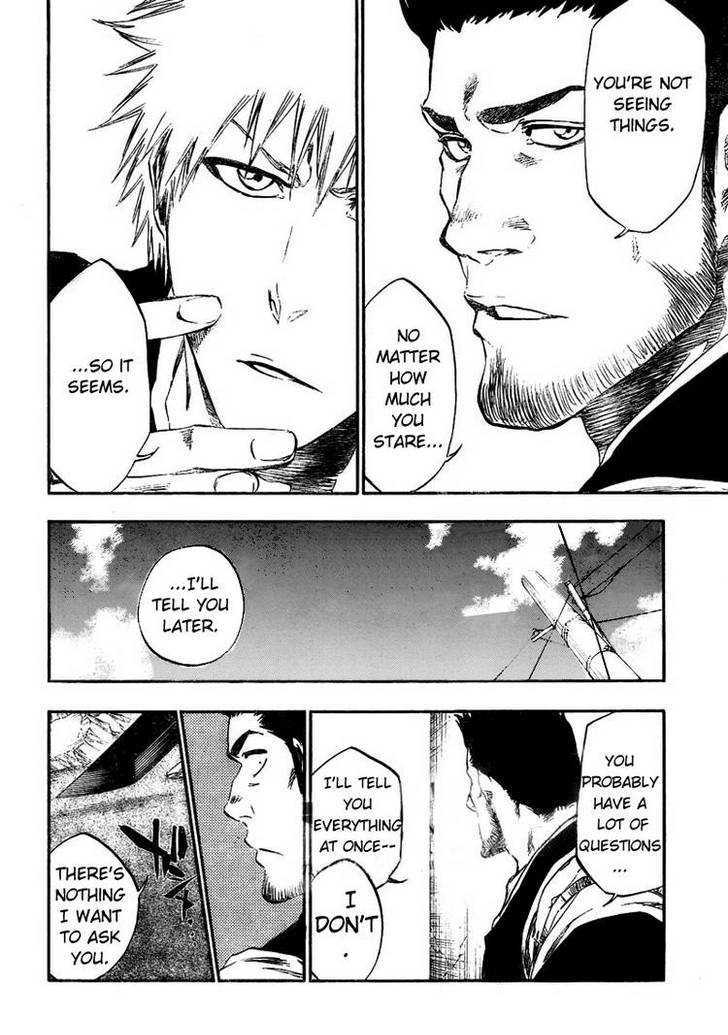 YOU'RE NOT
SEEING
THINGS.
NO
MATTER
HOW
MUCH
YOU
STARE...
...SO IT
SEEMS.
...I'LL
TELL YOU
LATER.
YOU
PROBABLY
HAVE A
LOT OF
QUESTIONS
...
I'LL TELL
YOU
EVERYTHING
AT ONCE--
I
DON'T
.
THERE'S
NOTHING
I WANT
TO ASK
YOU.